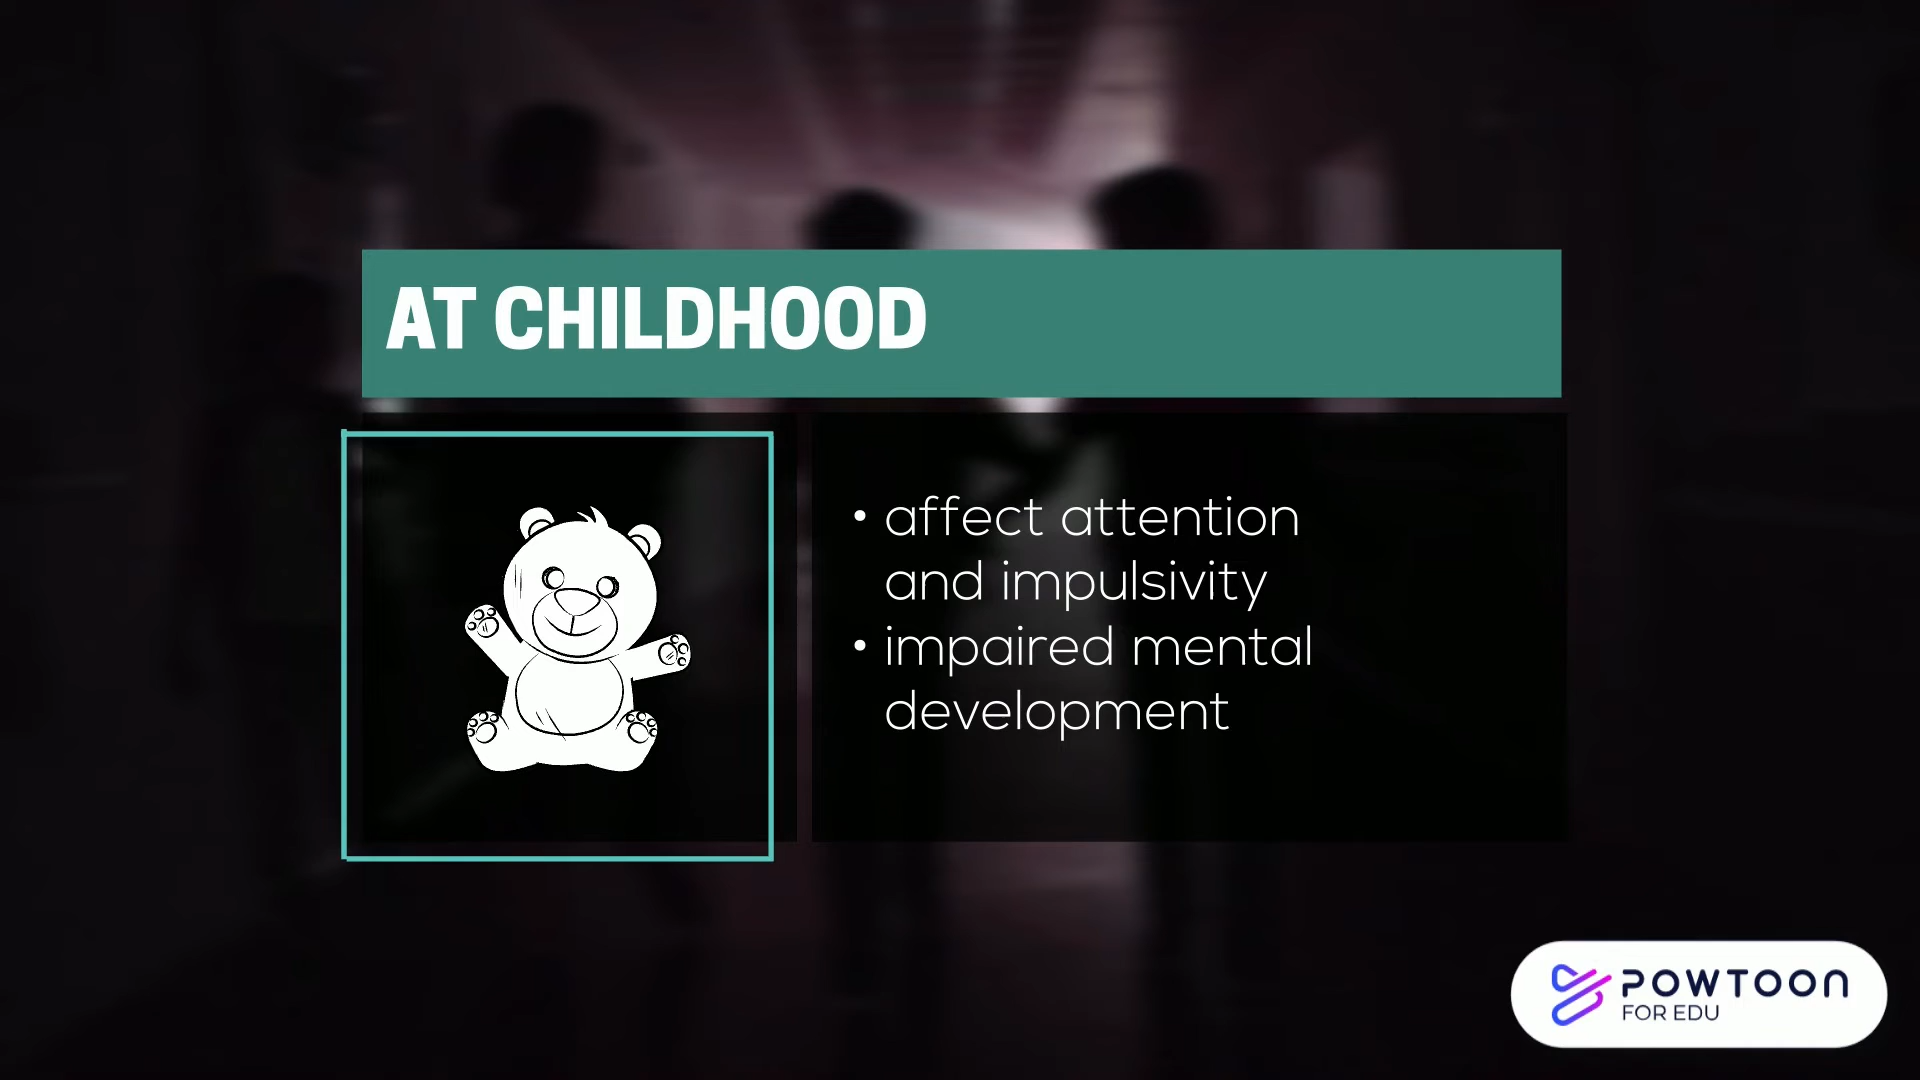 AT CHILDHOOD
• affect attention
and impulsivity
• impaired mental
development
POWTOON
FOR EDU